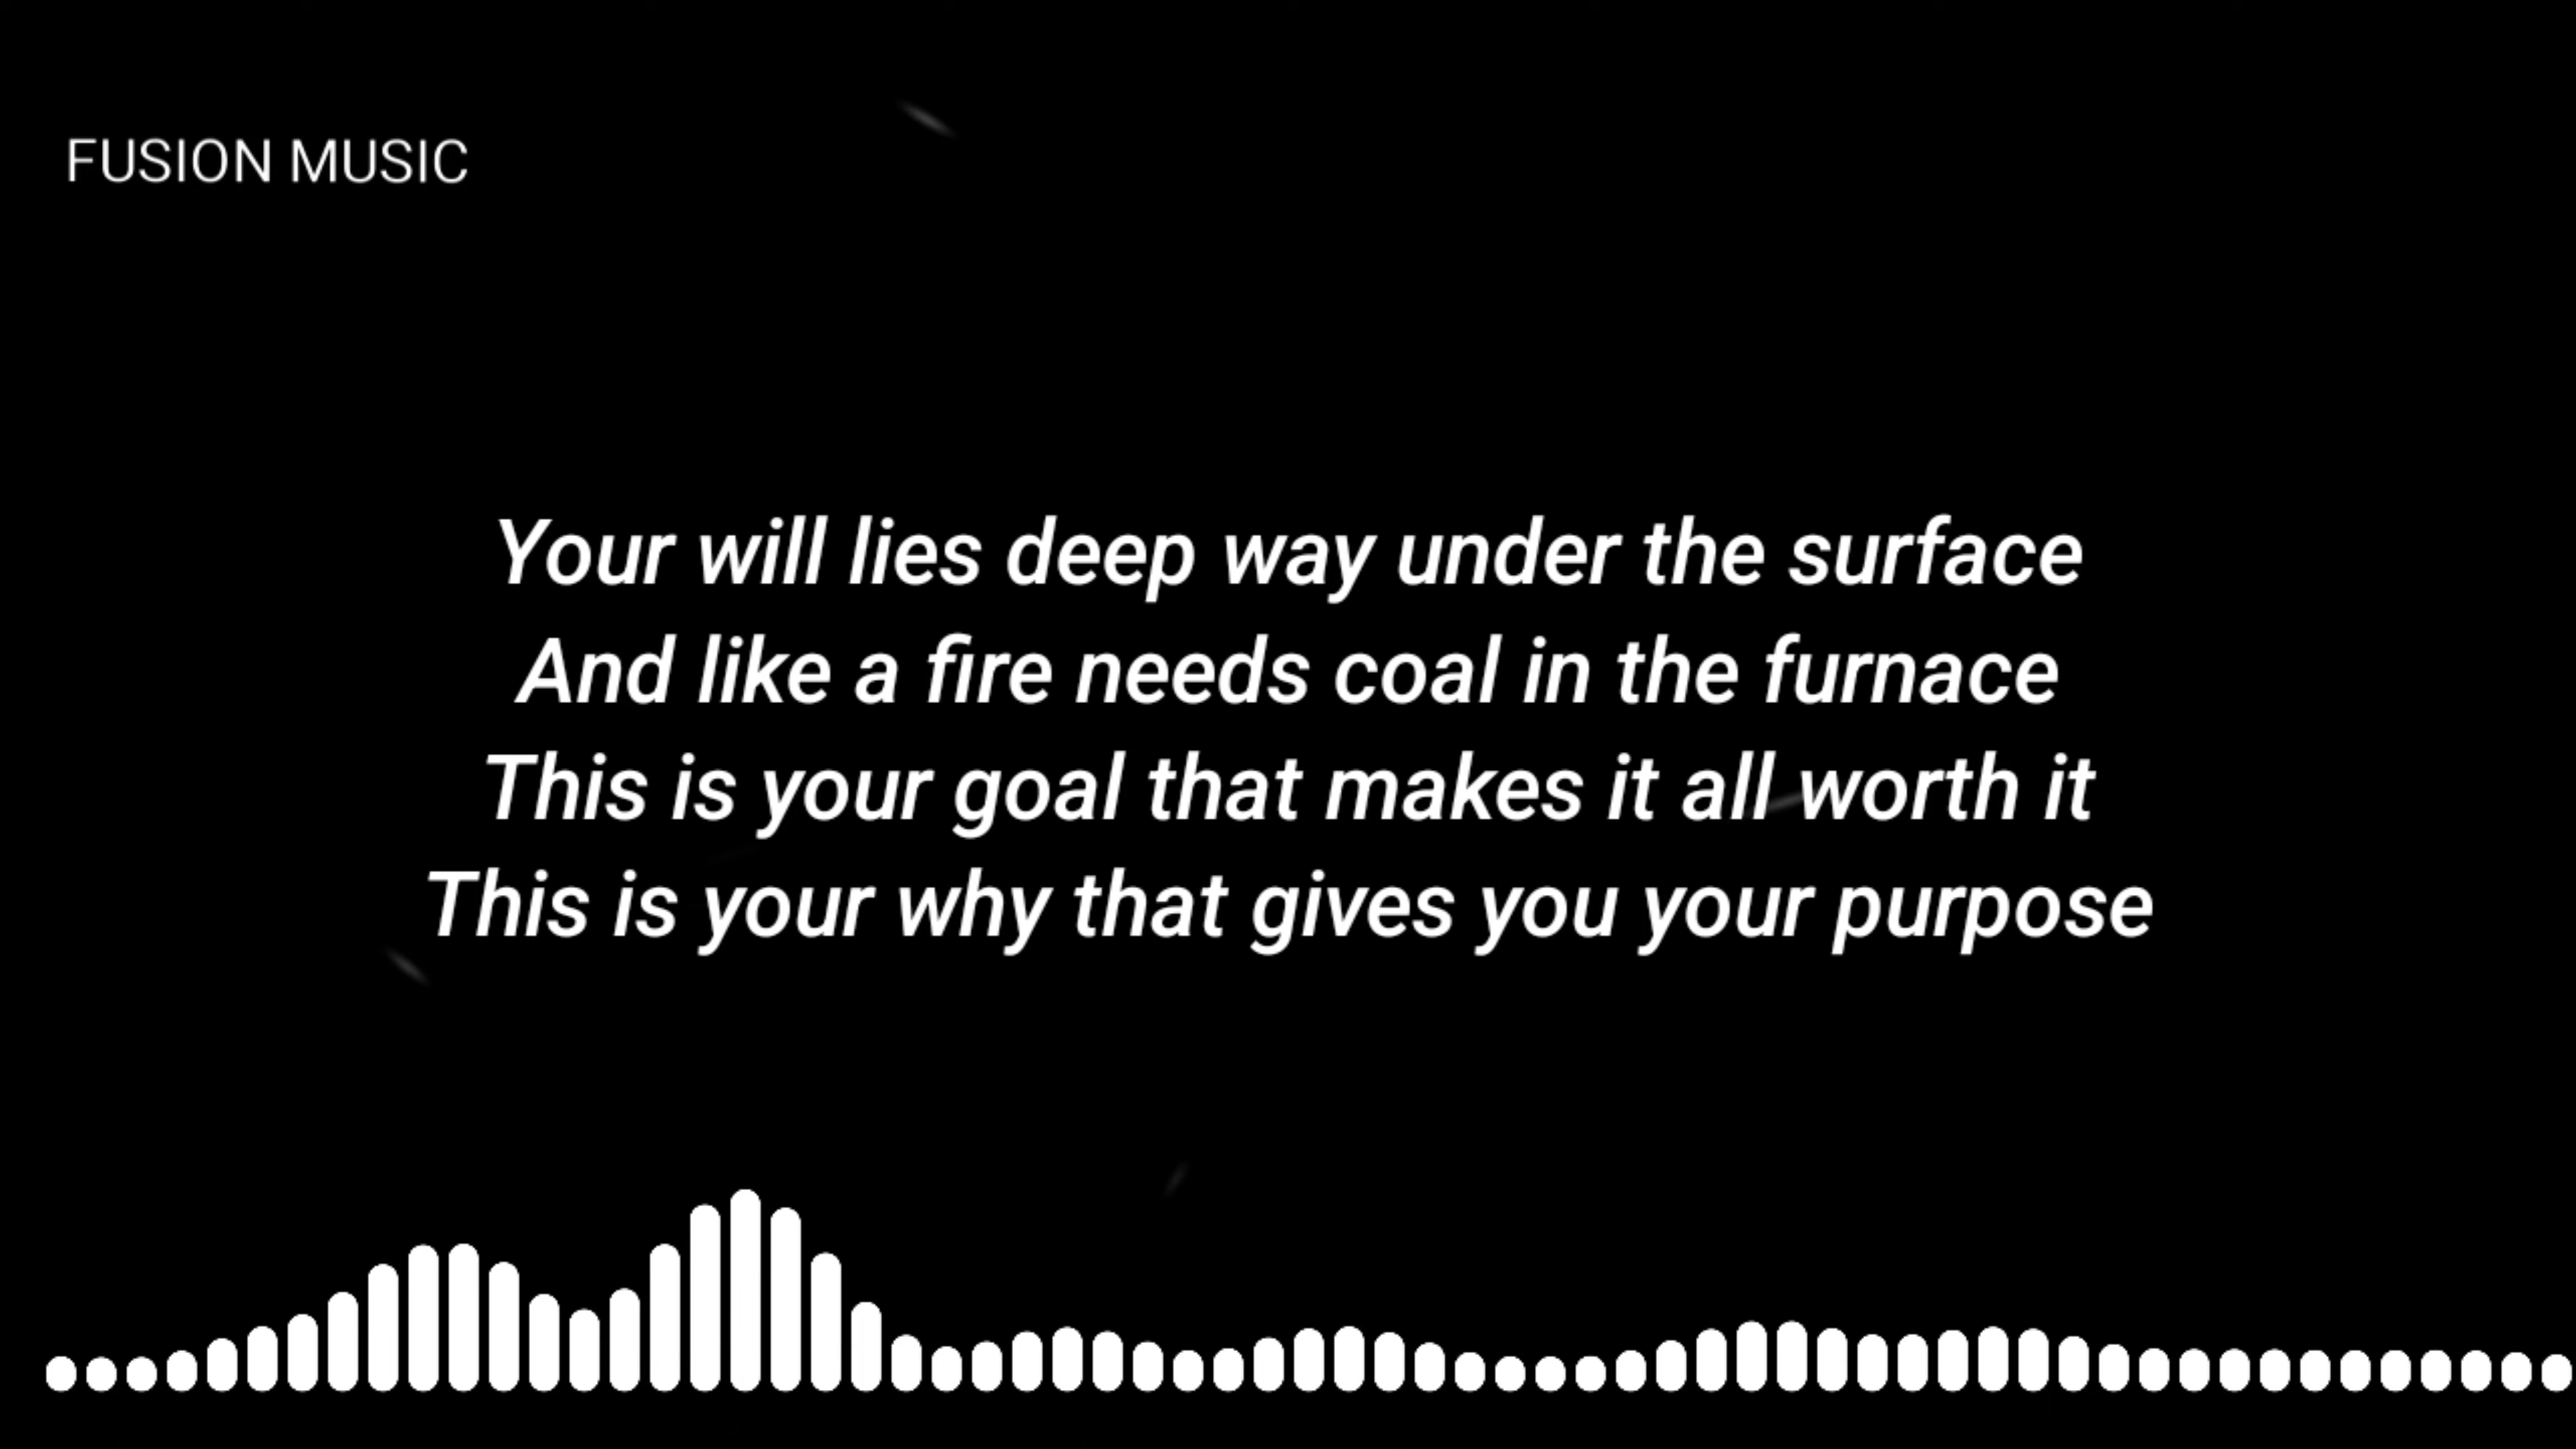 FUSION MUSIC
Your will lies deep way under the surface
And like a fire needs coal in the furnace
This is your goal that makes it all worth it
This is your why that gives you your purpose